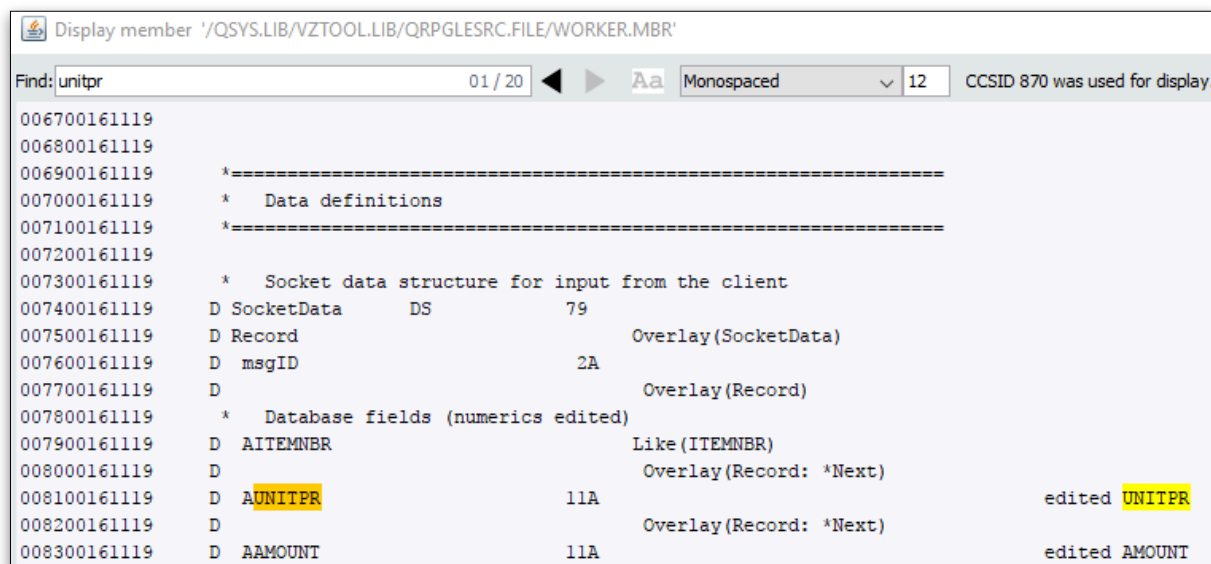 Display member '/QSYS.LIB/VZTOOL.LIB/QRPGLESRC.FILE/WORKER.MBR'
Find: unitpr 01 / 20 Aa Monospaced 12 CCSID 870 was used for display.
006700161119
006800161119
006900161119 *================================================================
007000161119 * Data definitions
007100161119 *================================================================
007200161119
007300161119 * Socket data structure for input from the client
007400161119 D SocketData DS 79
007500161119 D Record Overlay(SocketData)
007600161119 D msgID 2A
007700161119 D Overlay(Record)
007800161119 * Database fields (numerics edited)
007900161119 D AITEMNBR Like(ITEMNBR)
008000161119 D Overlay(Record: *Next)
008100161119 D AUNITPR 11A edited UNITPR
008200161119 D Overlay(Record: *Next)
008300161119 D AAMOUNT 11A edited AMOUNT